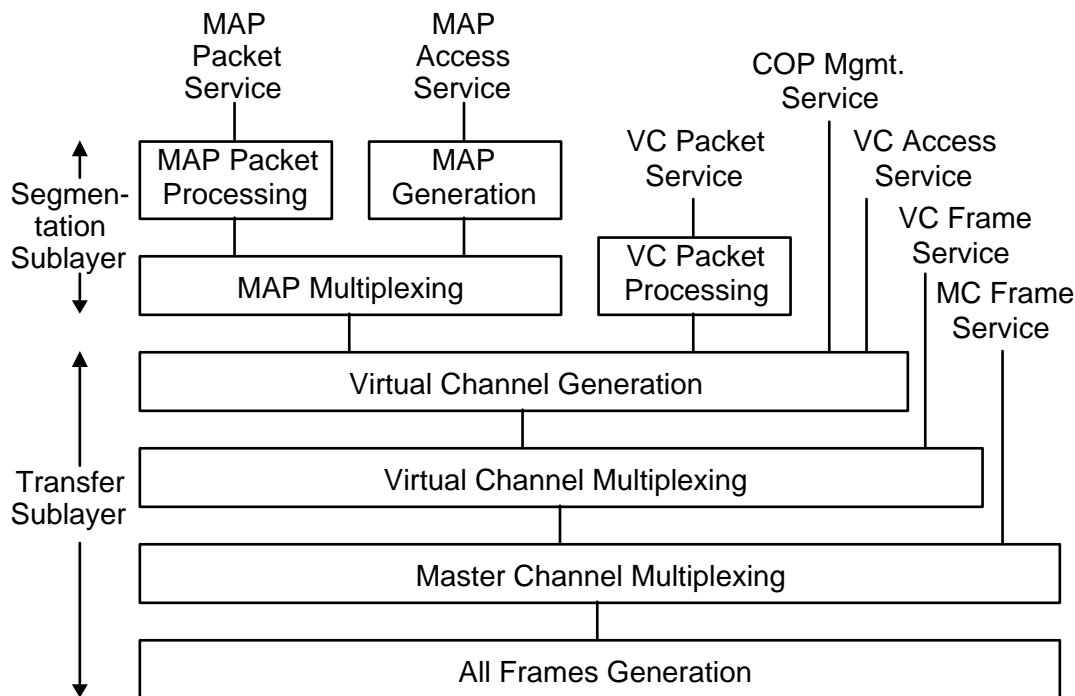 MAP
Packet
Service
MAP
Access
Service
COP Mgmt.
Service
VC Packet
Service
VC Access
Service
VC Frame
Service
MC Frame
Service
Segmen-
tation
Sublayer
MAP Packet
Processing
MAP
Generation
VC Packet
Processing
MAP Multiplexing
Virtual Channel Generation
Transfer
Sublayer
Virtual Channel Multiplexing
Master Channel Multiplexing
All Frames Generation